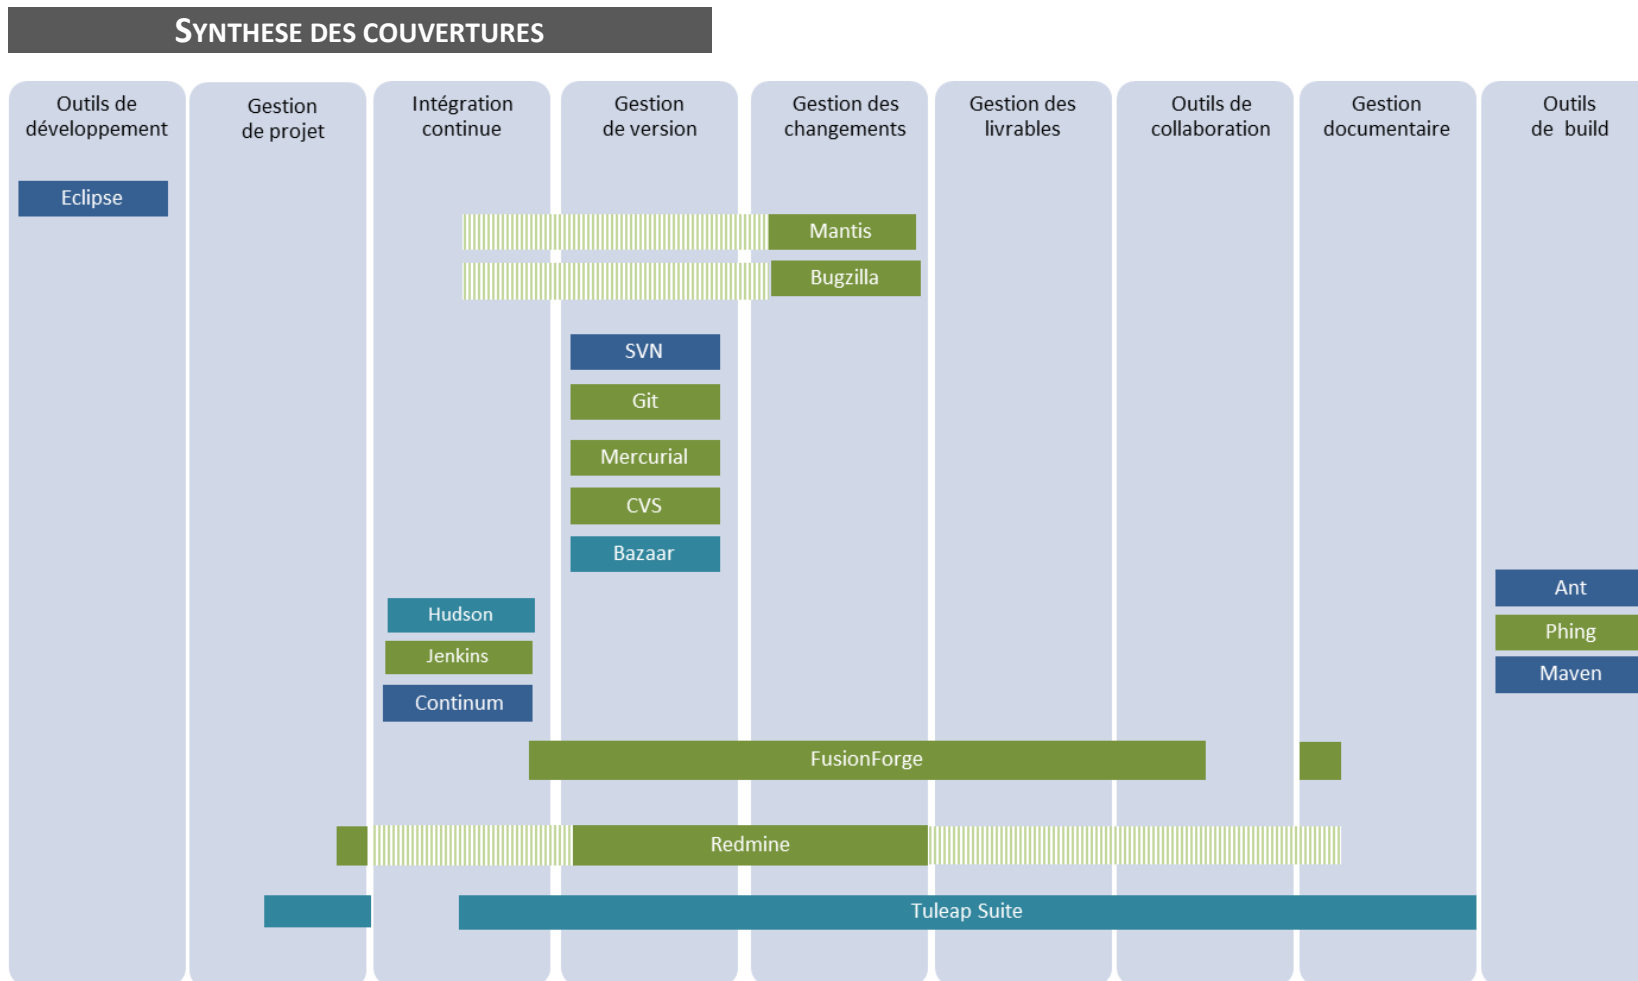 SYNTHESE DES COUVERTURES
Outils de
développement
Gestion
de projet
Intégration
continue
Gestion
de version
Gestion des
changements
Gestion des
livrables
Outils de
collaboration
Gestion
documentaire
Outils
de build
Eclipse
Mantis
Bugzilla
SVN
Git
Mercurial
CVS
Bazaar
Hudson
Jenkins
Continum
Ant
Phing
Maven
FusionForge
Redmine
Tuleap Suite